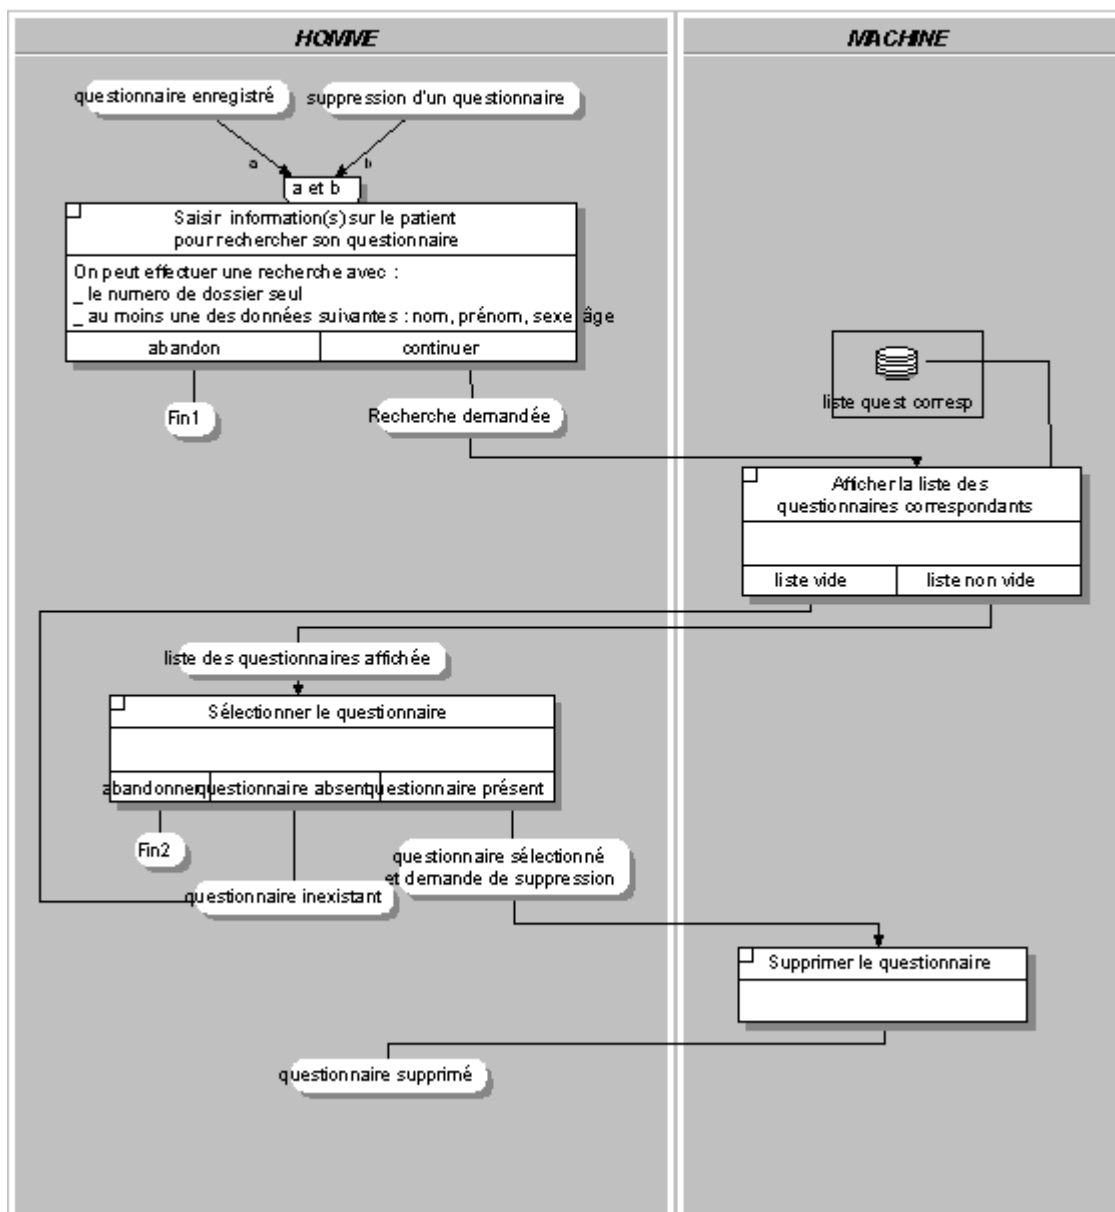 HOMME
MACHINE
questionnaire enregistré
suppression d'un questionnaire
a
b
a et b
Saisir information(s) sur le patient
pour rechercher son questionnaire
On peut effectuer une recherche avec :
_ le numero de dossier seul
_ au moins une des données suivantes : nom, prénom, sexe, âge
abandon
continuer
Fin1
Recherche demandée
liste quest corresp
Afficher la liste des
questionnaires correspondants
liste vide
liste non vide
liste des questionnaires affichée
Sélectionner le questionnaire
abandonner
questionnaire absent
questionnaire présent
Fin2
questionnaire sélectionné
et demande de suppression
questionnaire inexistant
Supprimer le questionnaire
questionnaire supprimé